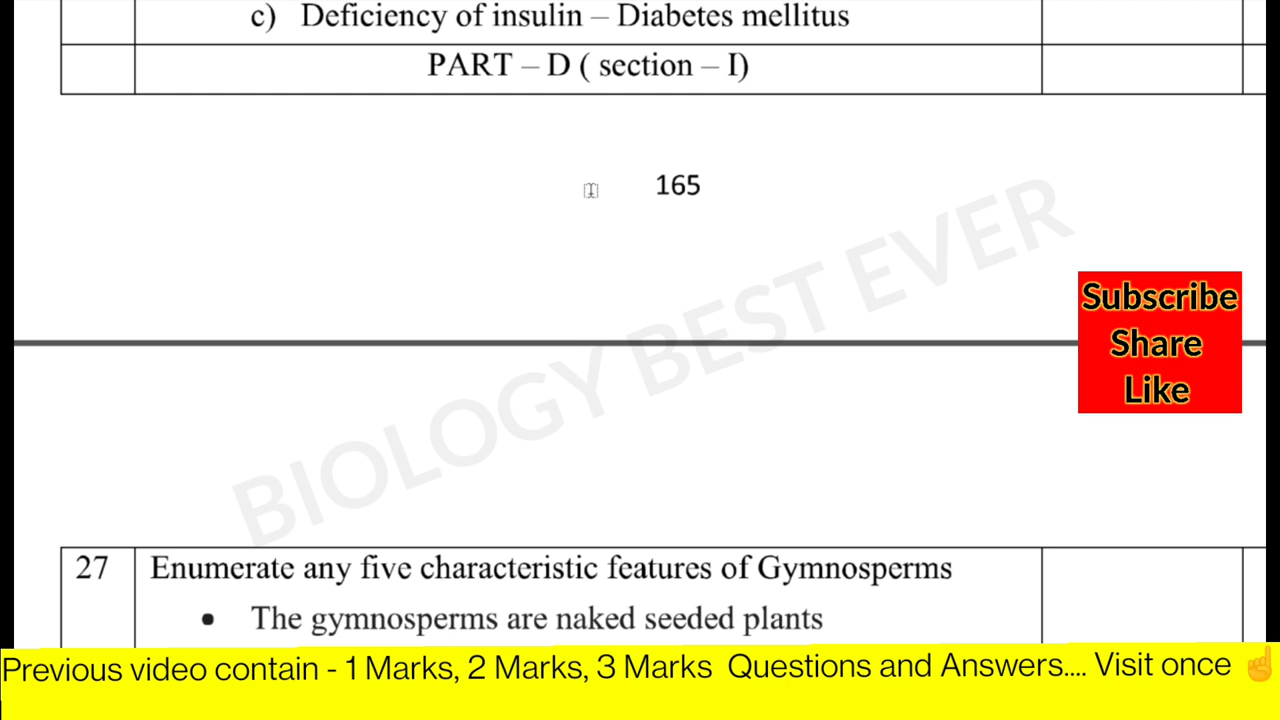 c) Deficiency of insulin – Diabetes mellitus
PART – D ( section – I)
165
BIOLOGY BEST EVER
Subscribe
Share
Like
27 Enumerate any five characteristic features of Gymnosperms
• The gymnosperms are naked seeded plants
Previous video contain - 1 Marks, 2 Marks, 3 Marks Questions and Answers.... Visit once ☝